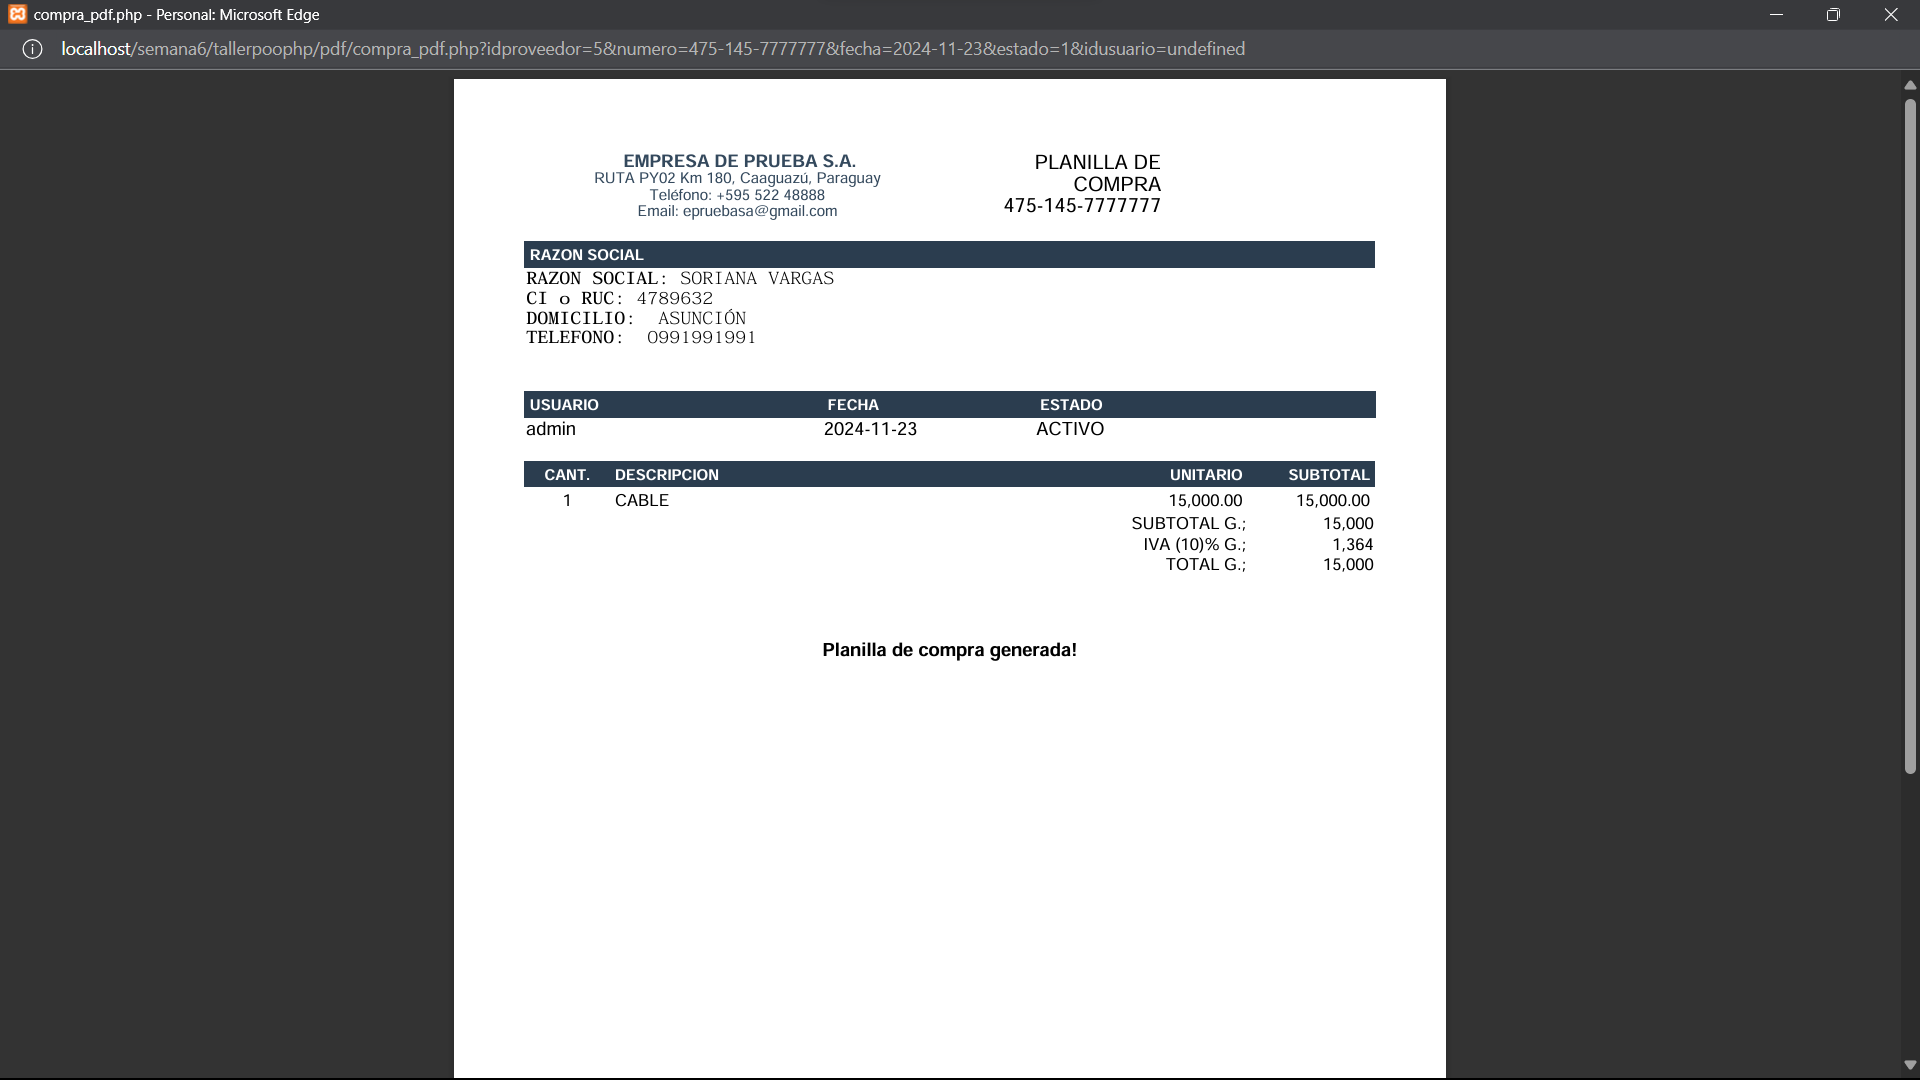 compra_pdf.php - Personal: Microsoft Edge
localhost/semana6/tallerpoophp/pdf/compra_pdf.php?idproveedor=5&numero=475-145-7777777&fecha=2024-11-23&estado=1&idusuario=undefined
EMPRESA DE PRUEBA S.A.
RUTA PY02 Km 180, Caaguazú, Paraguay
Teléfono: +595 522 48888
Email: epruebasa@gmail.com
PLANILLA DE
COMPRA
475-145-7777777
RAZON SOCIAL
RAZON SOCIAL: SORIANA VARGAS
CI o RUC: 4789632
DOMICILIO: ASUNCIÓN
TELEFONO: 0991991991
USUARIO FECHA ESTADO
admin 2024-11-23 ACTIVO
CANT. DESCRIPCION UNITARIO SUBTOTAL
1 CABLE 15,000.00 15,000.00
SUBTOTAL G.; 15,000
IVA (10)% G.; 1,364
TOTAL G.; 15,000
Planilla de compra generada!